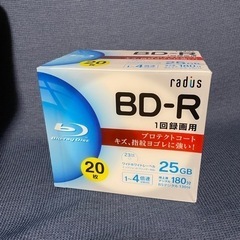 radius
BD-R
1回録画用
プロテクトコート
キズ、指紋ヨゴレに強い!
Blu-ray Disc
20枚
25GB
1~4倍速
180分